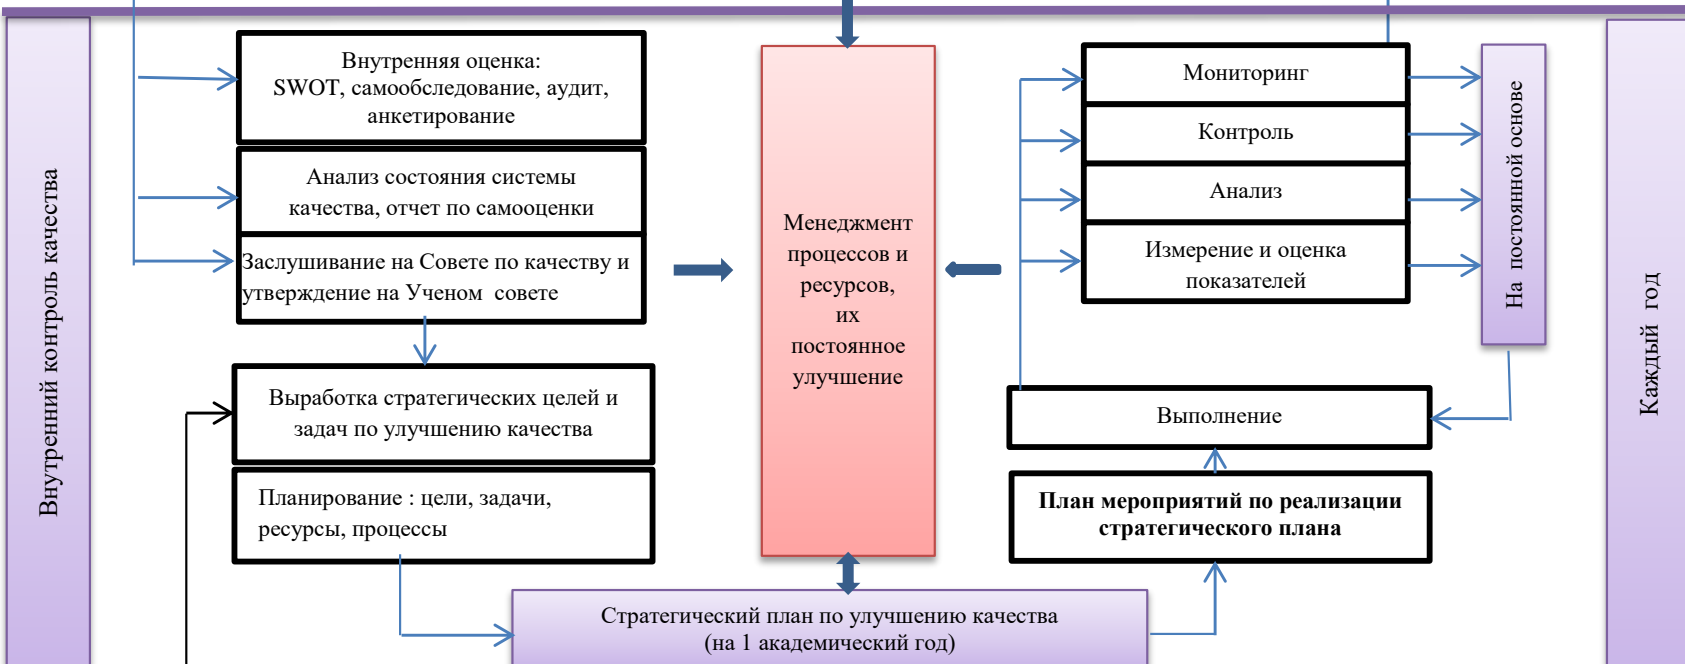 Внутренний контроль качества
Внутренняя оценка:
SWOT, самообследование, аудит,
анкетирование
Анализ состояния системы
качества, отчет по самооценки
Заслушивание на Совете по качеству и
утверждение на Ученом совете
Выработка стратегических целей и
задач по улучшению качества
Планирование : цели, задачи,
ресурсы, процессы
Менеджмент
процессов и
ресурсов,
их
постоянное
улучшение
Мониторинг
Контроль
Анализ
Измерение и оценка
показателей
На постоянной основе
Выполнение
План мероприятий по реализации
стратегического плана
Стратегический план по улучшению качества
(на 1 академический год)
Каждый год